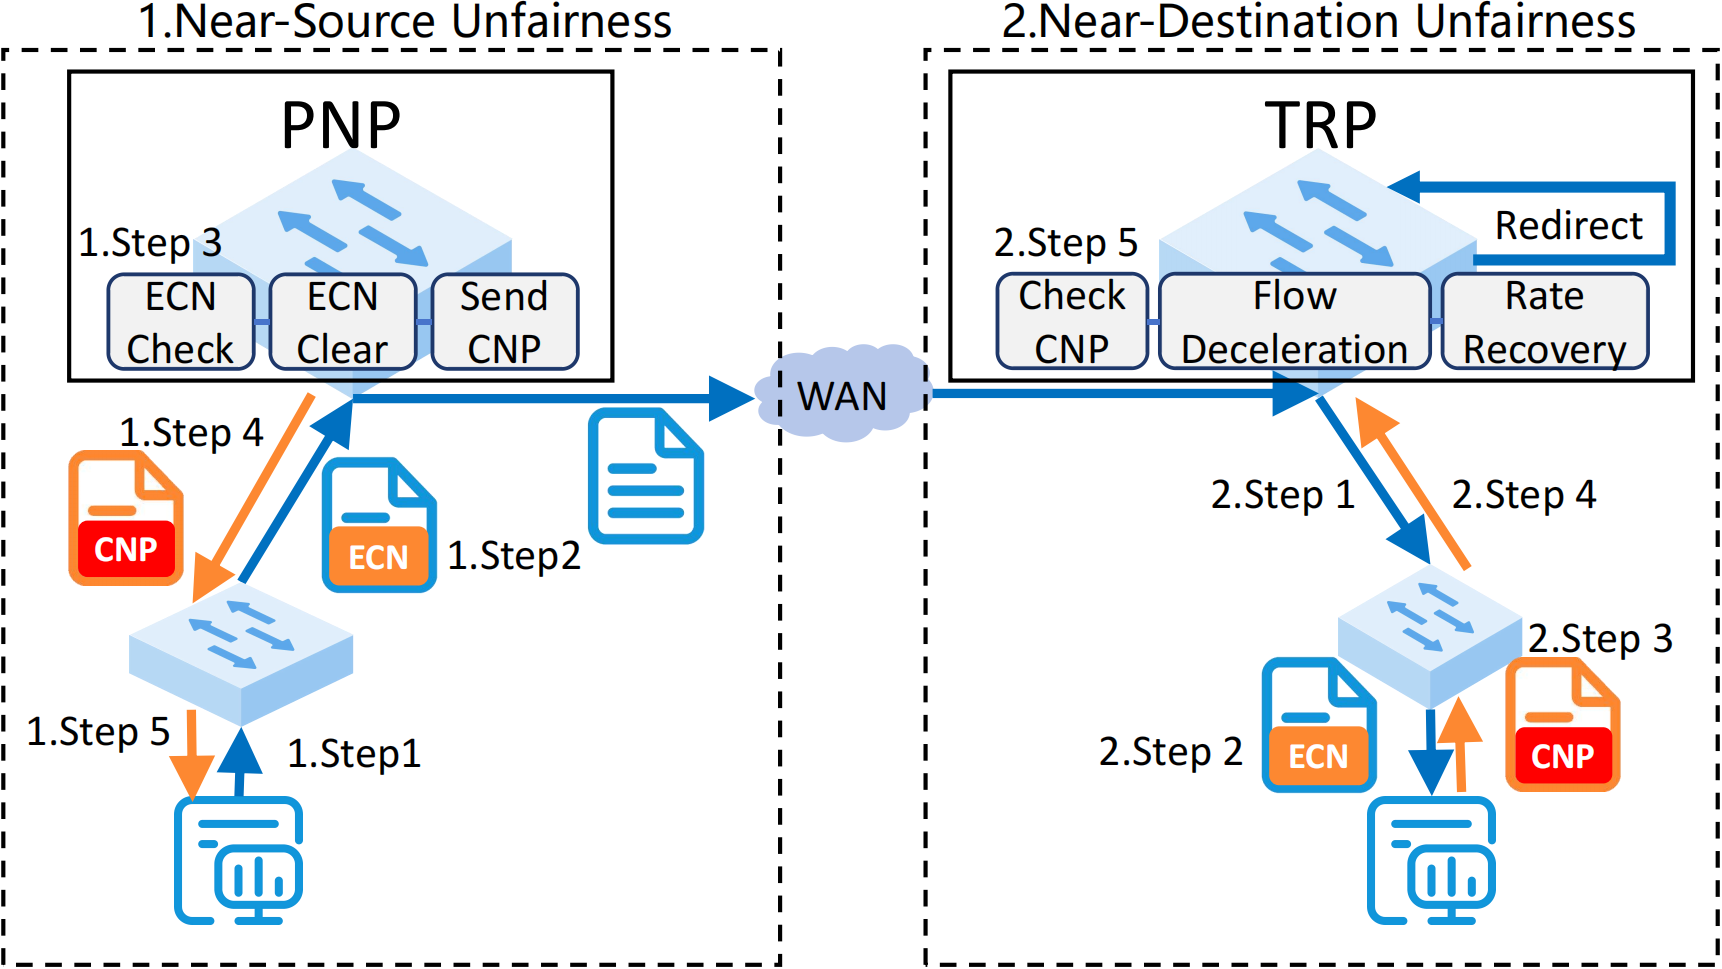 1.Near-Source Unfairness
PNP
1.Step 3
ECN
Check
ECN
Clear
Send
CNP
1.Step 4
CNP
ECN
1.Step2
1.Step 5
1.Step1
WAN
2.Near-Destination Unfairness
TRP
Redirect
2.Step 5
Check
CNP
Flow
Deceleration
Rate
Recovery
2.Step 1
2.Step 4
2.Step 3
2.Step 2
ECN
CNP